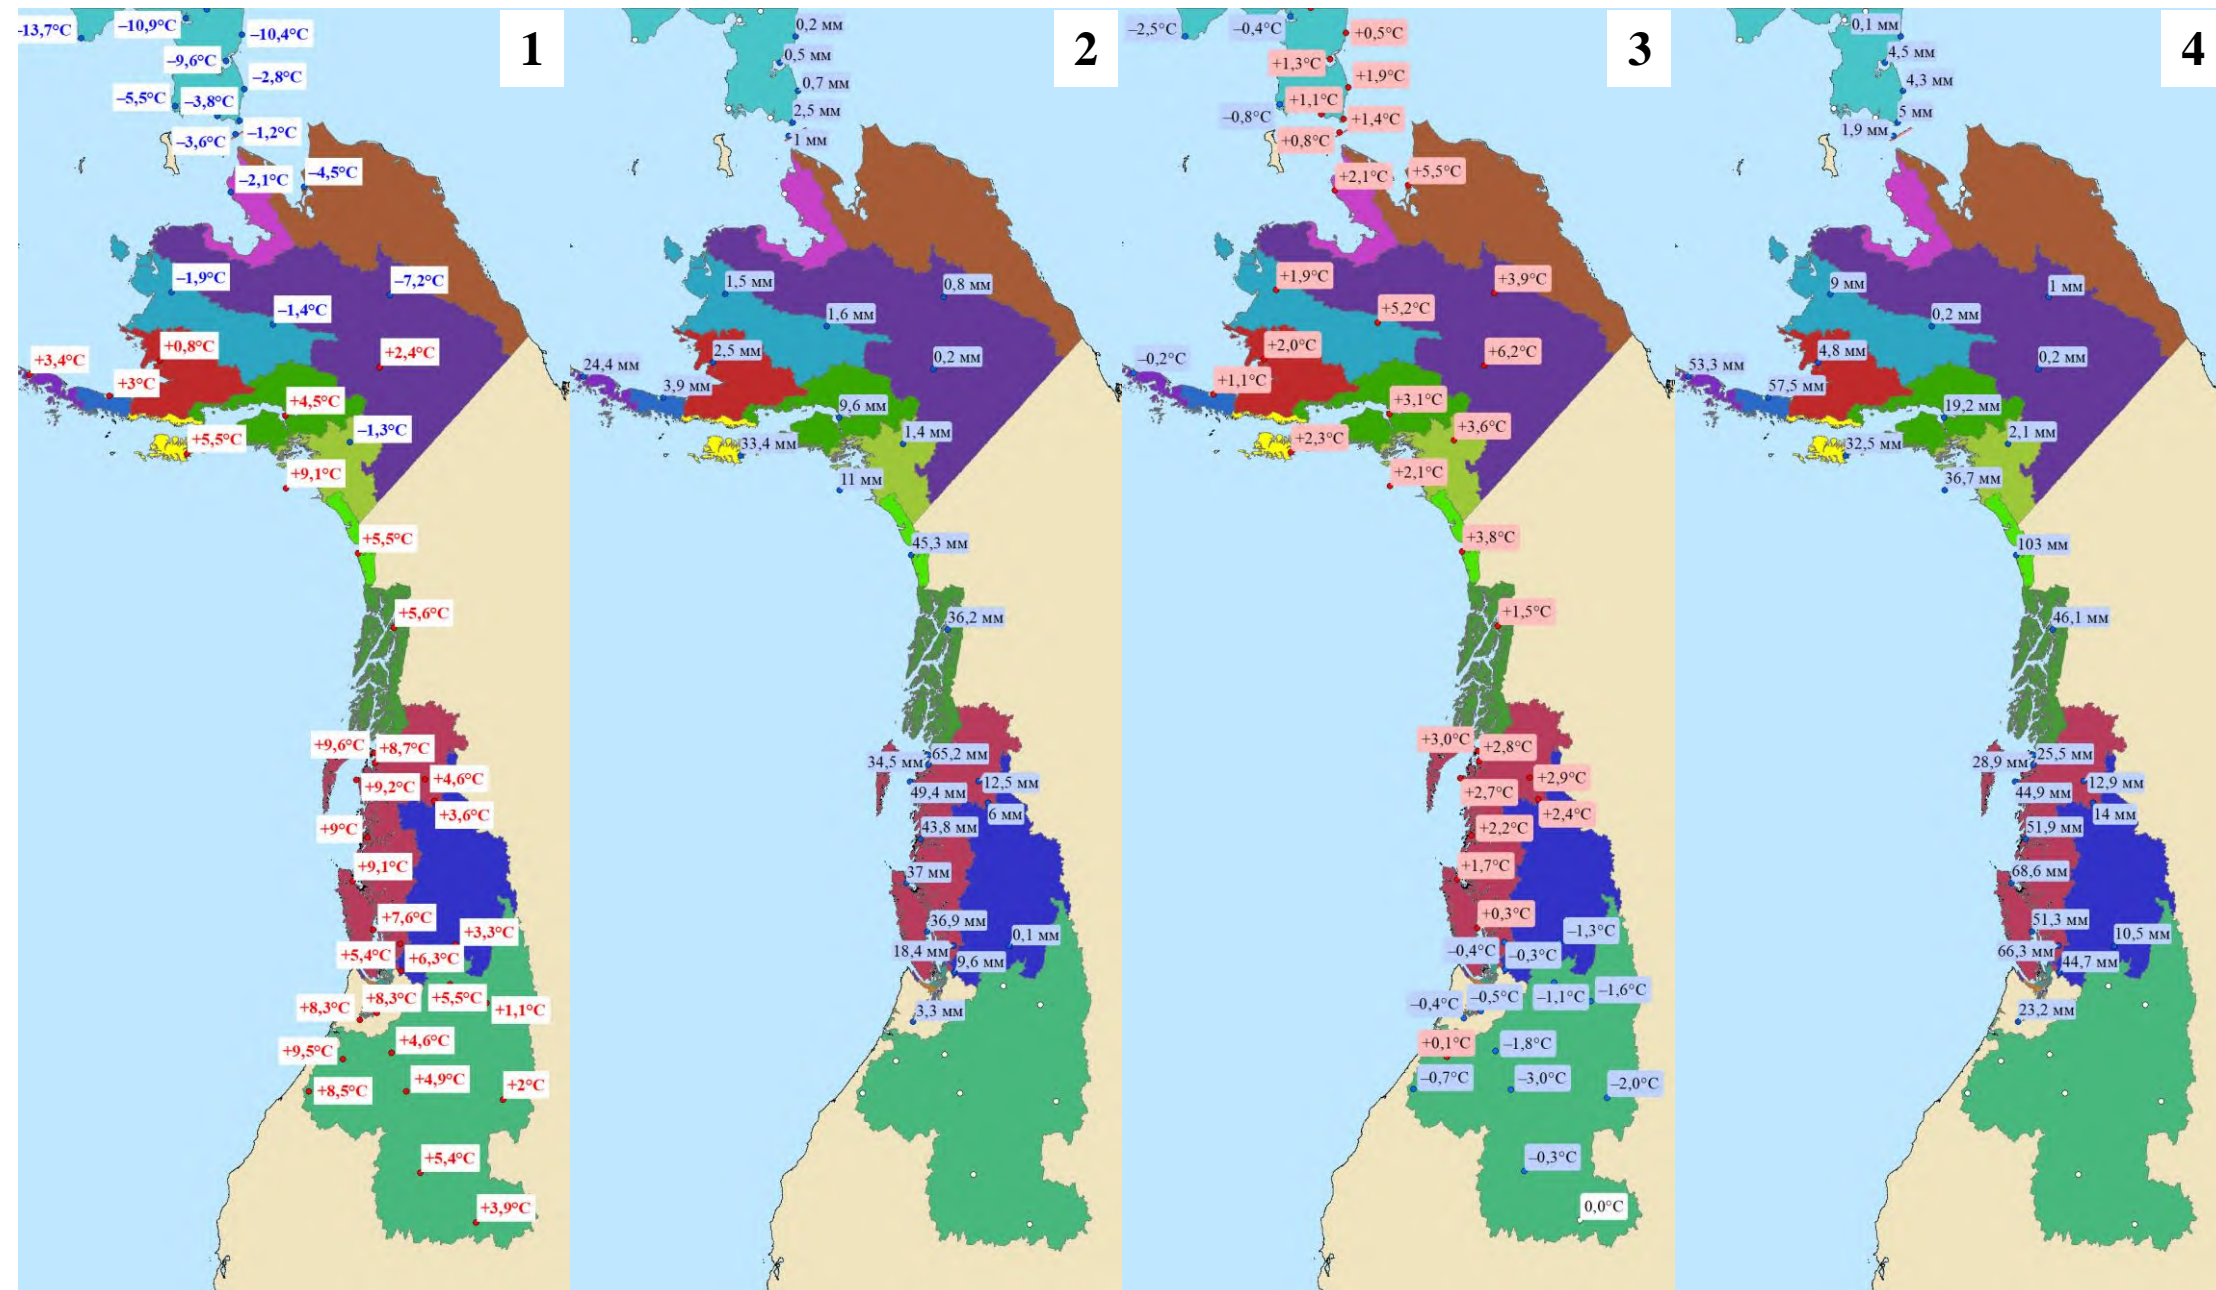 1
–13,7°C
–10,9°C
–10,4°C
–9,6°C
–2,8°C
–5,5°C
–3,8°C
–3,6°C
–1,2°C
–2,1°C
–4,5°C
–1,9°C
–7,2°C
–1,4°C
+0,8°C
+2,4°C
+3,4°C
+3°C
+4,5°C
–1,3°C
+5,5°C
+9,1°C
+5,5°C
+5,6°C
+9,6°C
+8,7°C
+9,2°C
+4,6°C
+3,6°C
+9°C
+9,1°C
+7,6°C
+3,3°C
+5,4°C
+6,3°C
+8,3°C
+8,3°C
+5,5°C
+1,1°C
+9,5°C
+4,6°C
+8,5°C
+4,9°C
+2°C
+5,4°C
+3,9°C
2
0,2 мм
0,5 мм
0,7 мм
2,5 мм
1 мм
1,5 мм
0,8 мм
1,6 мм
2,5 мм
0,2 мм
24,4 мм
3,9 мм
9,6 мм
1,4 мм
33,4 мм
11 мм
45,3 мм
36,2 мм
34,5 мм
65,2 мм
49,4 мм
12,5 мм
6 мм
43,8 мм
37 мм
36,9 мм
0,1 мм
18,4 мм
9,6 мм
3,3 мм
3
–2,5°C
–0,4°C
+0,5°C
+1,3°C
+1,9°C
+1,1°C
–0,8°C
+1,4°C
+0,8°C
+2,1°C
+5,5°C
+1,9°C
+3,9°C
+5,2°C
+2,0°C
+6,2°C
–0,2°C
+1,1°C
+3,1°C
+3,6°C
+2,3°C
+2,1°C
+3,8°C
+1,5°C
+3,0°C
+2,8°C
+2,7°C
+2,9°C
+2,4°C
+2,2°C
+1,7°C
+0,3°C
–1,3°C
–0,4°C
–0,3°C
–0,4°C
–0,5°C
–1,1°C
–1,6°C
+0,1°C
–1,8°C
–0,7°C
–3,0°C
–2,0°C
–0,3°C
0,0°C
4
0,1 мм
4,5 мм
4,3 мм
5 мм
1,9 мм
9 мм
1 мм
0,2 мм
4,8 мм
0,2 мм
53,3 мм
57,5 мм
19,2 мм
2,1 мм
32,5 мм
36,7 мм
103 мм
46,1 мм
28,9 мм
25,5 мм
44,9 мм
12,9 мм
14 мм
51,9 мм
68,6 мм
51,3 мм
10,5 мм
66,3 мм
44,7 мм
23,2 мм